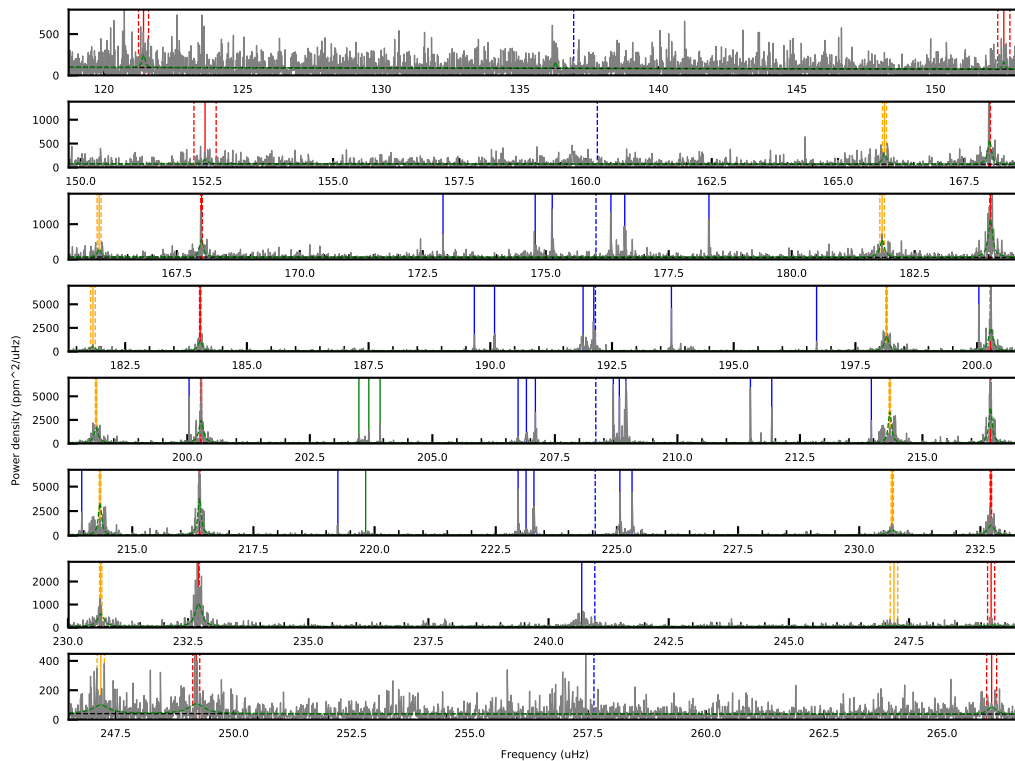 500
0
120 125 130 135 140 145 150
1000
500
0
150.0 152.5 155.0 157.5 160.0 162.5 165.0 167.5
1000
0
167.5 170.0 172.5 175.0 177.5 180.0 182.5
5000
2500
0
182.5 185.0 187.5 190.0 192.5 195.0 197.5 200.0
5000
2500
0
200.0 202.5 205.0 207.5 210.0 212.5 215.0
Power density (ppm^2/uHz)
5000
2500
0
215.0 217.5 220.0 222.5 225.0 227.5 230.0 232.5
2000
1000
0
230.0 232.5 235.0 237.5 240.0 242.5 245.0 247.5
400
200
0
247.5 250.0 252.5 255.0 257.5 260.0 262.5 265.0
Frequency (uHz)